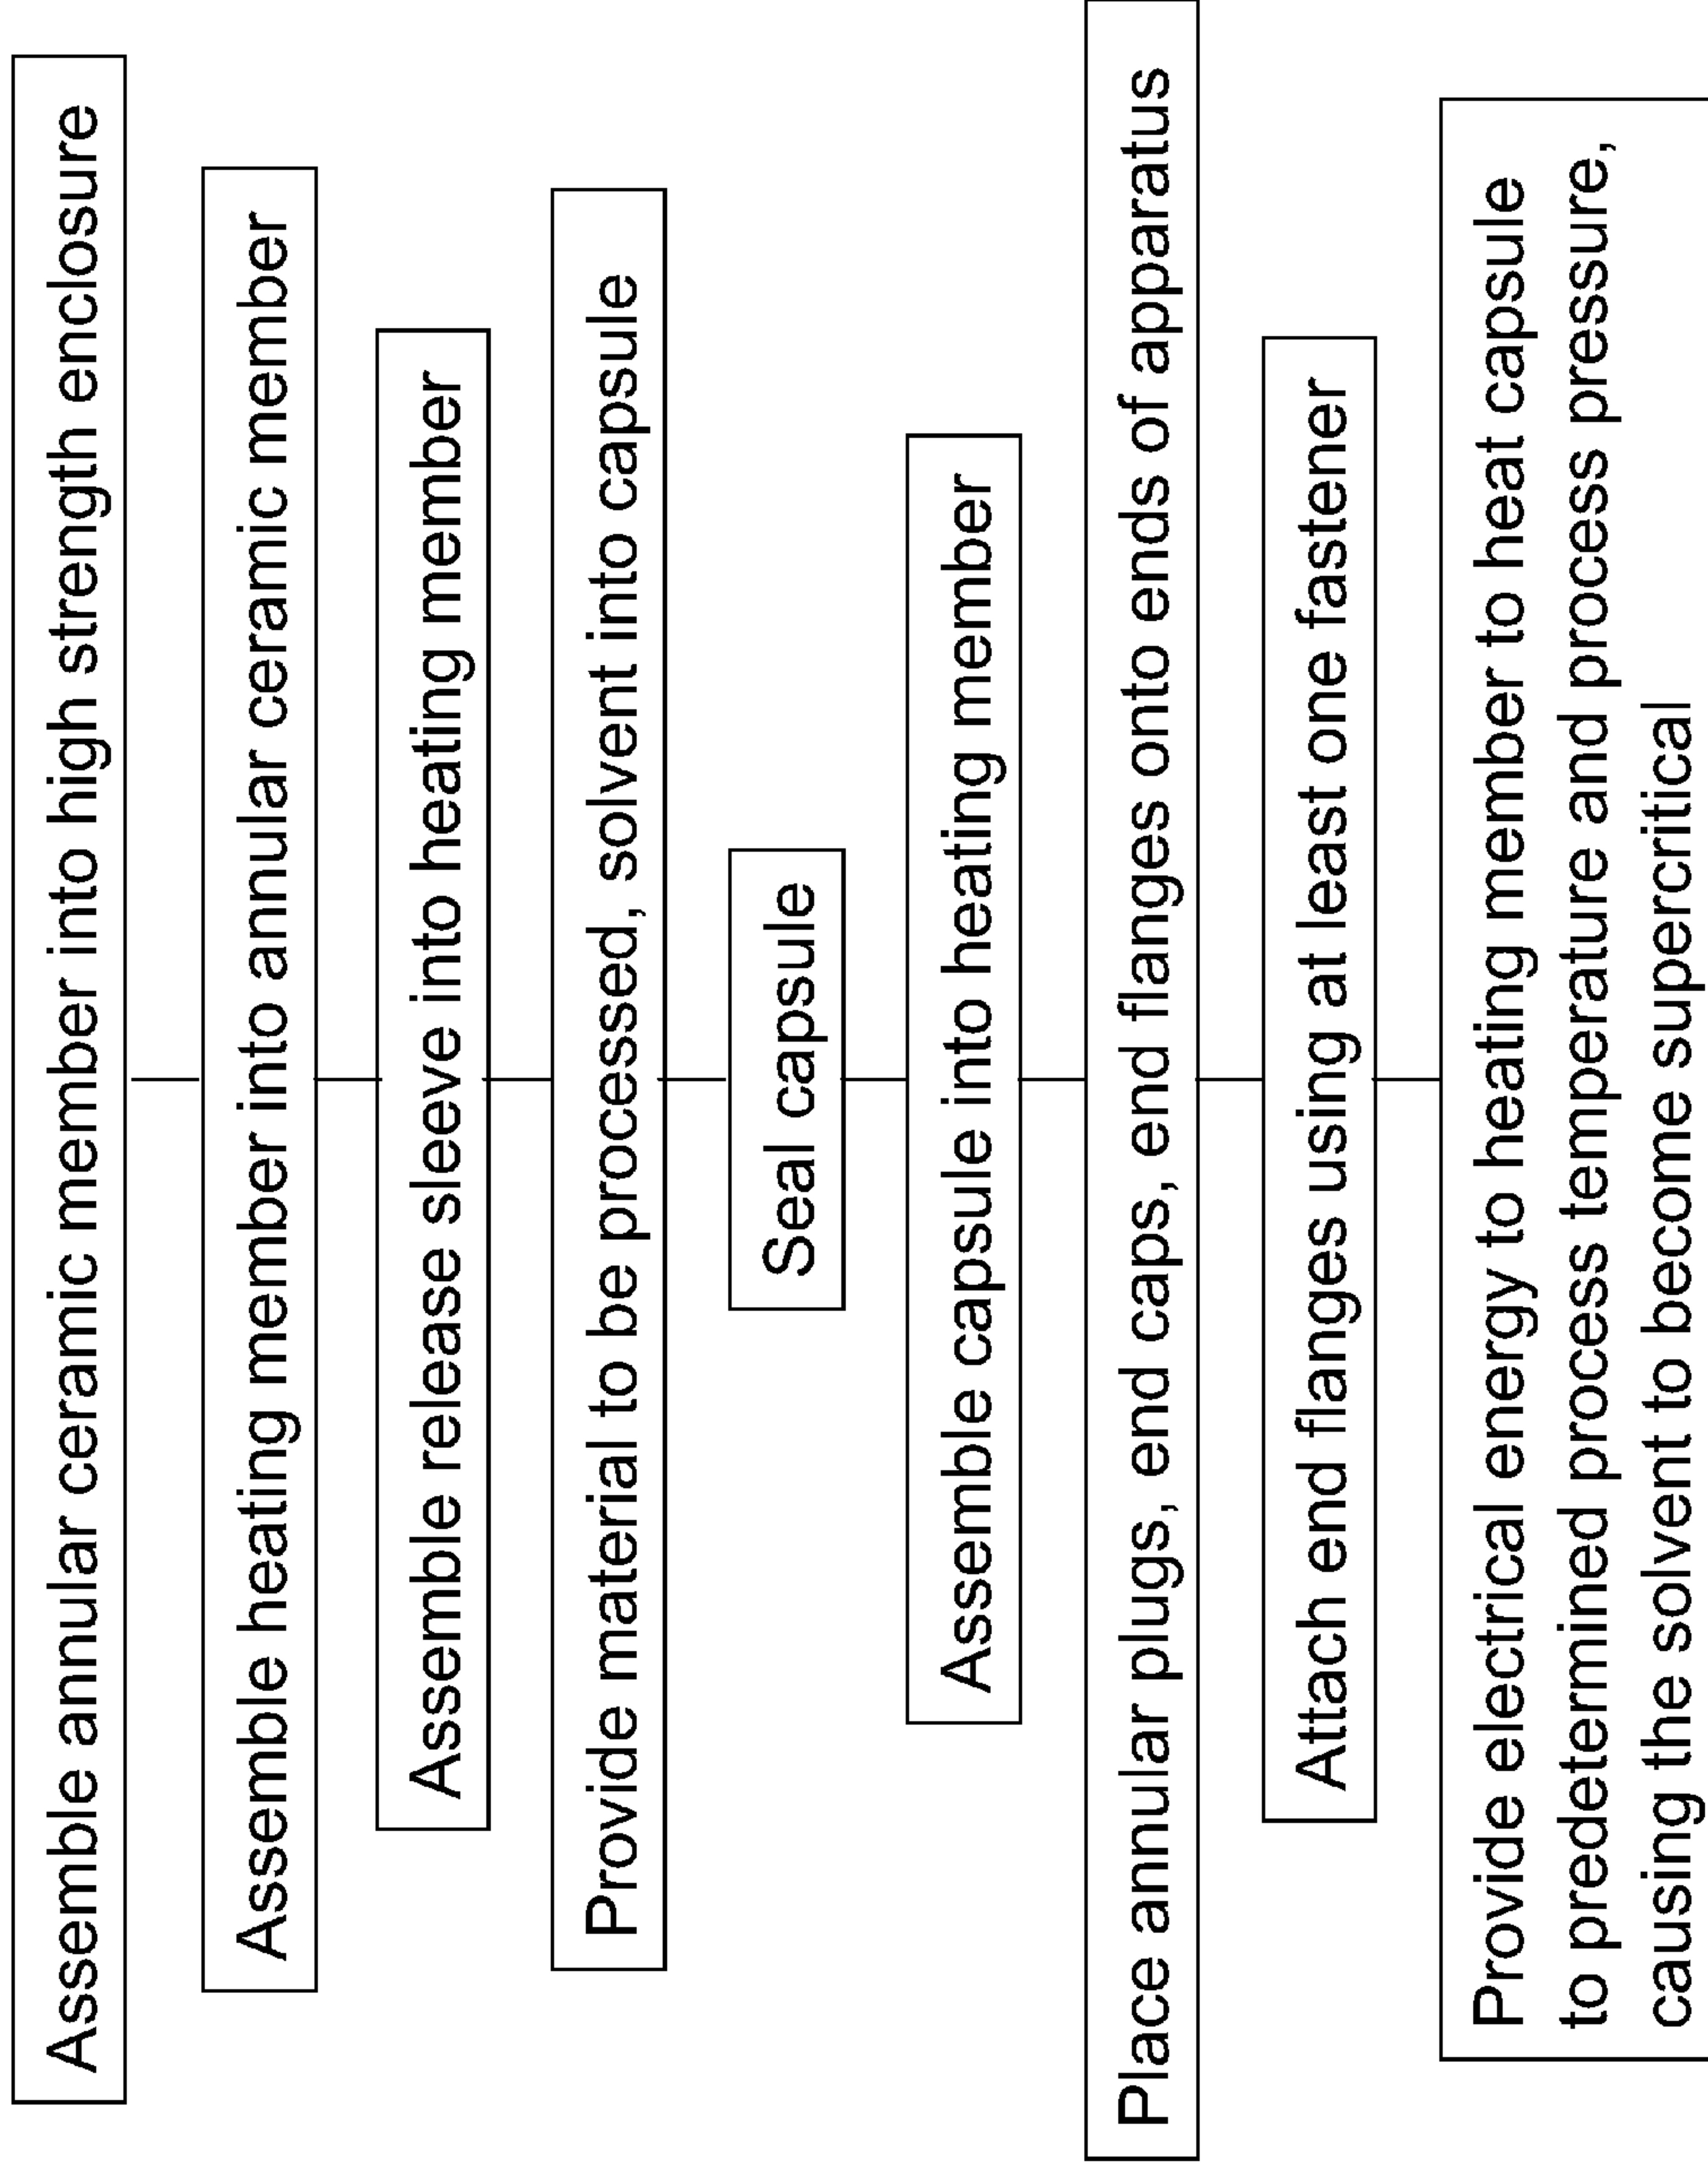 Assemble annular ceramic member into high strength enclosure
Assemble heating member into annular ceramic member
Assemble release sleeve into heating member
Provide material to be processed, solvent into capsule
Seal capsule
Assemble capsule into heating member
Place annular plugs, end caps, end flanges onto ends of apparatus
Attach end flanges using at least one fastener
Provide electrical energy to heating member to heat capsule
to predetermined process temperature and process pressure,
causing the solvent to become supercritical